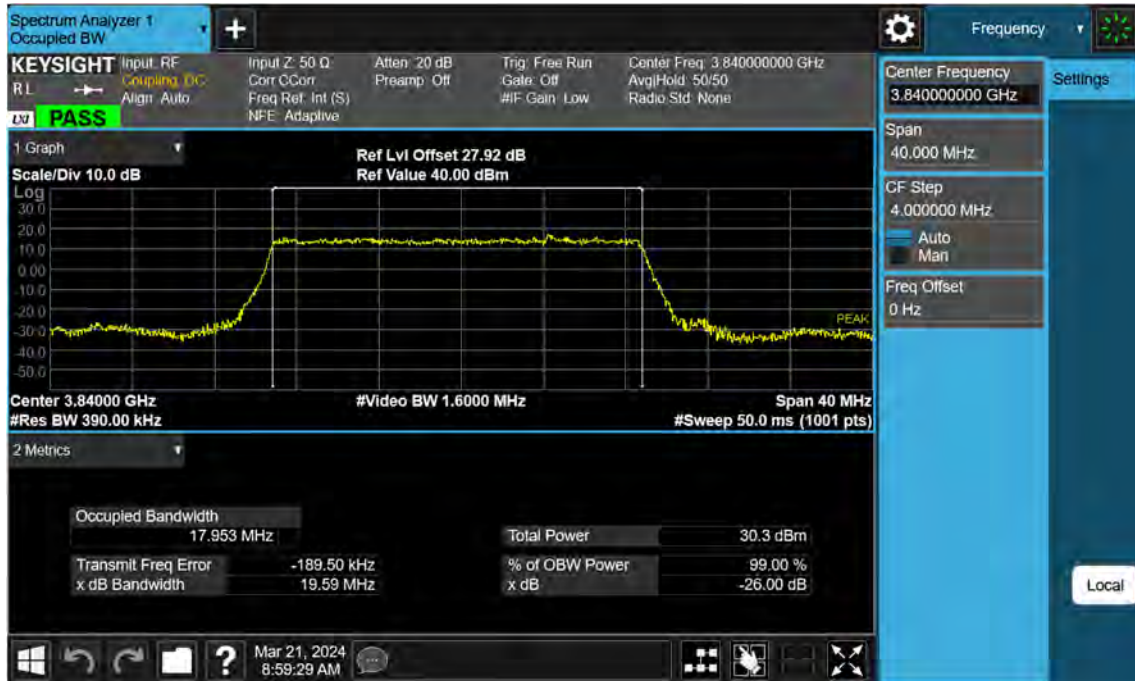 Spectrum Analyzer 1
Occupied BW
+
Frequency
KEYSIGHT
RL
LXI PASS
Input: RF
Coupling: DC
Align: Auto
Input Z: 50 Ω
Corr CCorr
Freq Ref: Int (S)
NFE: Adaptive
Atten: 20 dB
Preamp: Off
Trig: Free Run
Gate: Off
#IF Gain: Low
Center Freq: 3.840000000 GHz
Avg|Hold: 50/50
Radio Std: None
1 Graph
Scale/Div 10.0 dB
Ref Lvl Offset 27.92 dB
Ref Value 40.00 dBm
Log
30.0
20.0
10.0
0.00
-10.0
-20.0
-30.0
-40.0
-50.0
PEAK
Center 3.84000 GHz
#Video BW 1.6000 MHz
Span 40 MHz
#Res BW 390.00 kHz
#Sweep 50.0 ms (1001 pts)
2 Metrics
Occupied Bandwidth
17.953 MHz
Transmit Freq Error -189.50 kHz
x dB Bandwidth 19.59 MHz
Total Power 30.3 dBm
% of OBW Power 99.00 %
x dB -26.00 dB
Center Frequency
3.840000000 GHz
Settings
Span
40.000 MHz
CF Step
4.000000 MHz
Auto
Man
Freq Offset
0 Hz
Local
?
Mar 21, 2024
8:59:29 AM